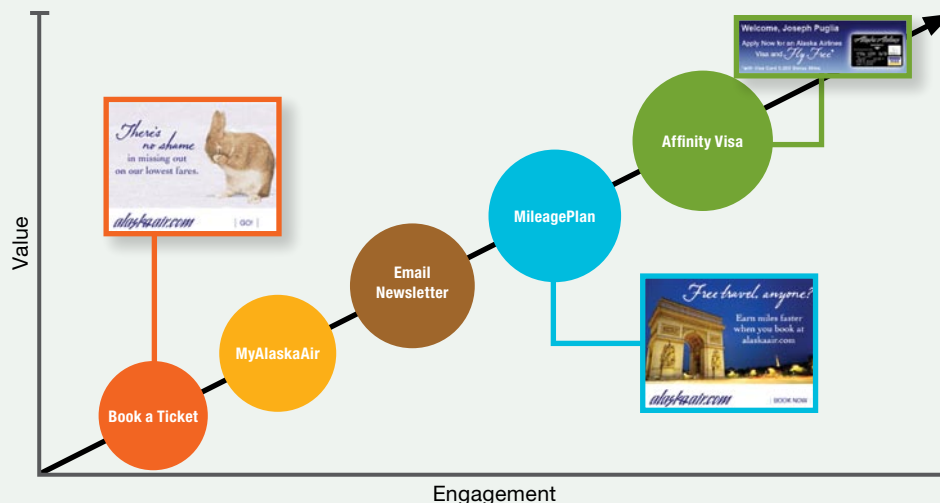 Welcome, Joseph Puglia
Apply Now for an Alaska Airlines
Visa and Fly Free*
Affinity Visa
There's
no shame
in missing out
on our lowest fares.
alaskaair.com | GO! |
MileagePlan
Value
Email
Newsletter
Free travel, anyone?
Earn miles faster
when you book at
alaskaair.com
alaskaair.com | BOOK NOW
MyAlaskaAir
Book a Ticket
Engagement